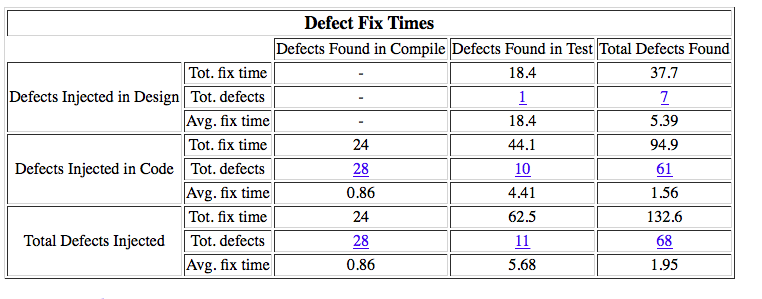 Defect Fix Times
Defects Found in Compile Defects Found in Test Total Defects Found
Defects Injected in Design Tot. fix time - 18.4 37.7
Tot. defects - 1 7
Avg. fix time - 18.4 5.39
Defects Injected in Code Tot. fix time 24 44.1 94.9
Tot. defects 28 10 61
Avg. fix time 0.86 4.41 1.56
Total Defects Injected Tot. fix time 24 62.5 132.6
Tot. defects 28 11 68
Avg. fix time 0.86 5.68 1.95